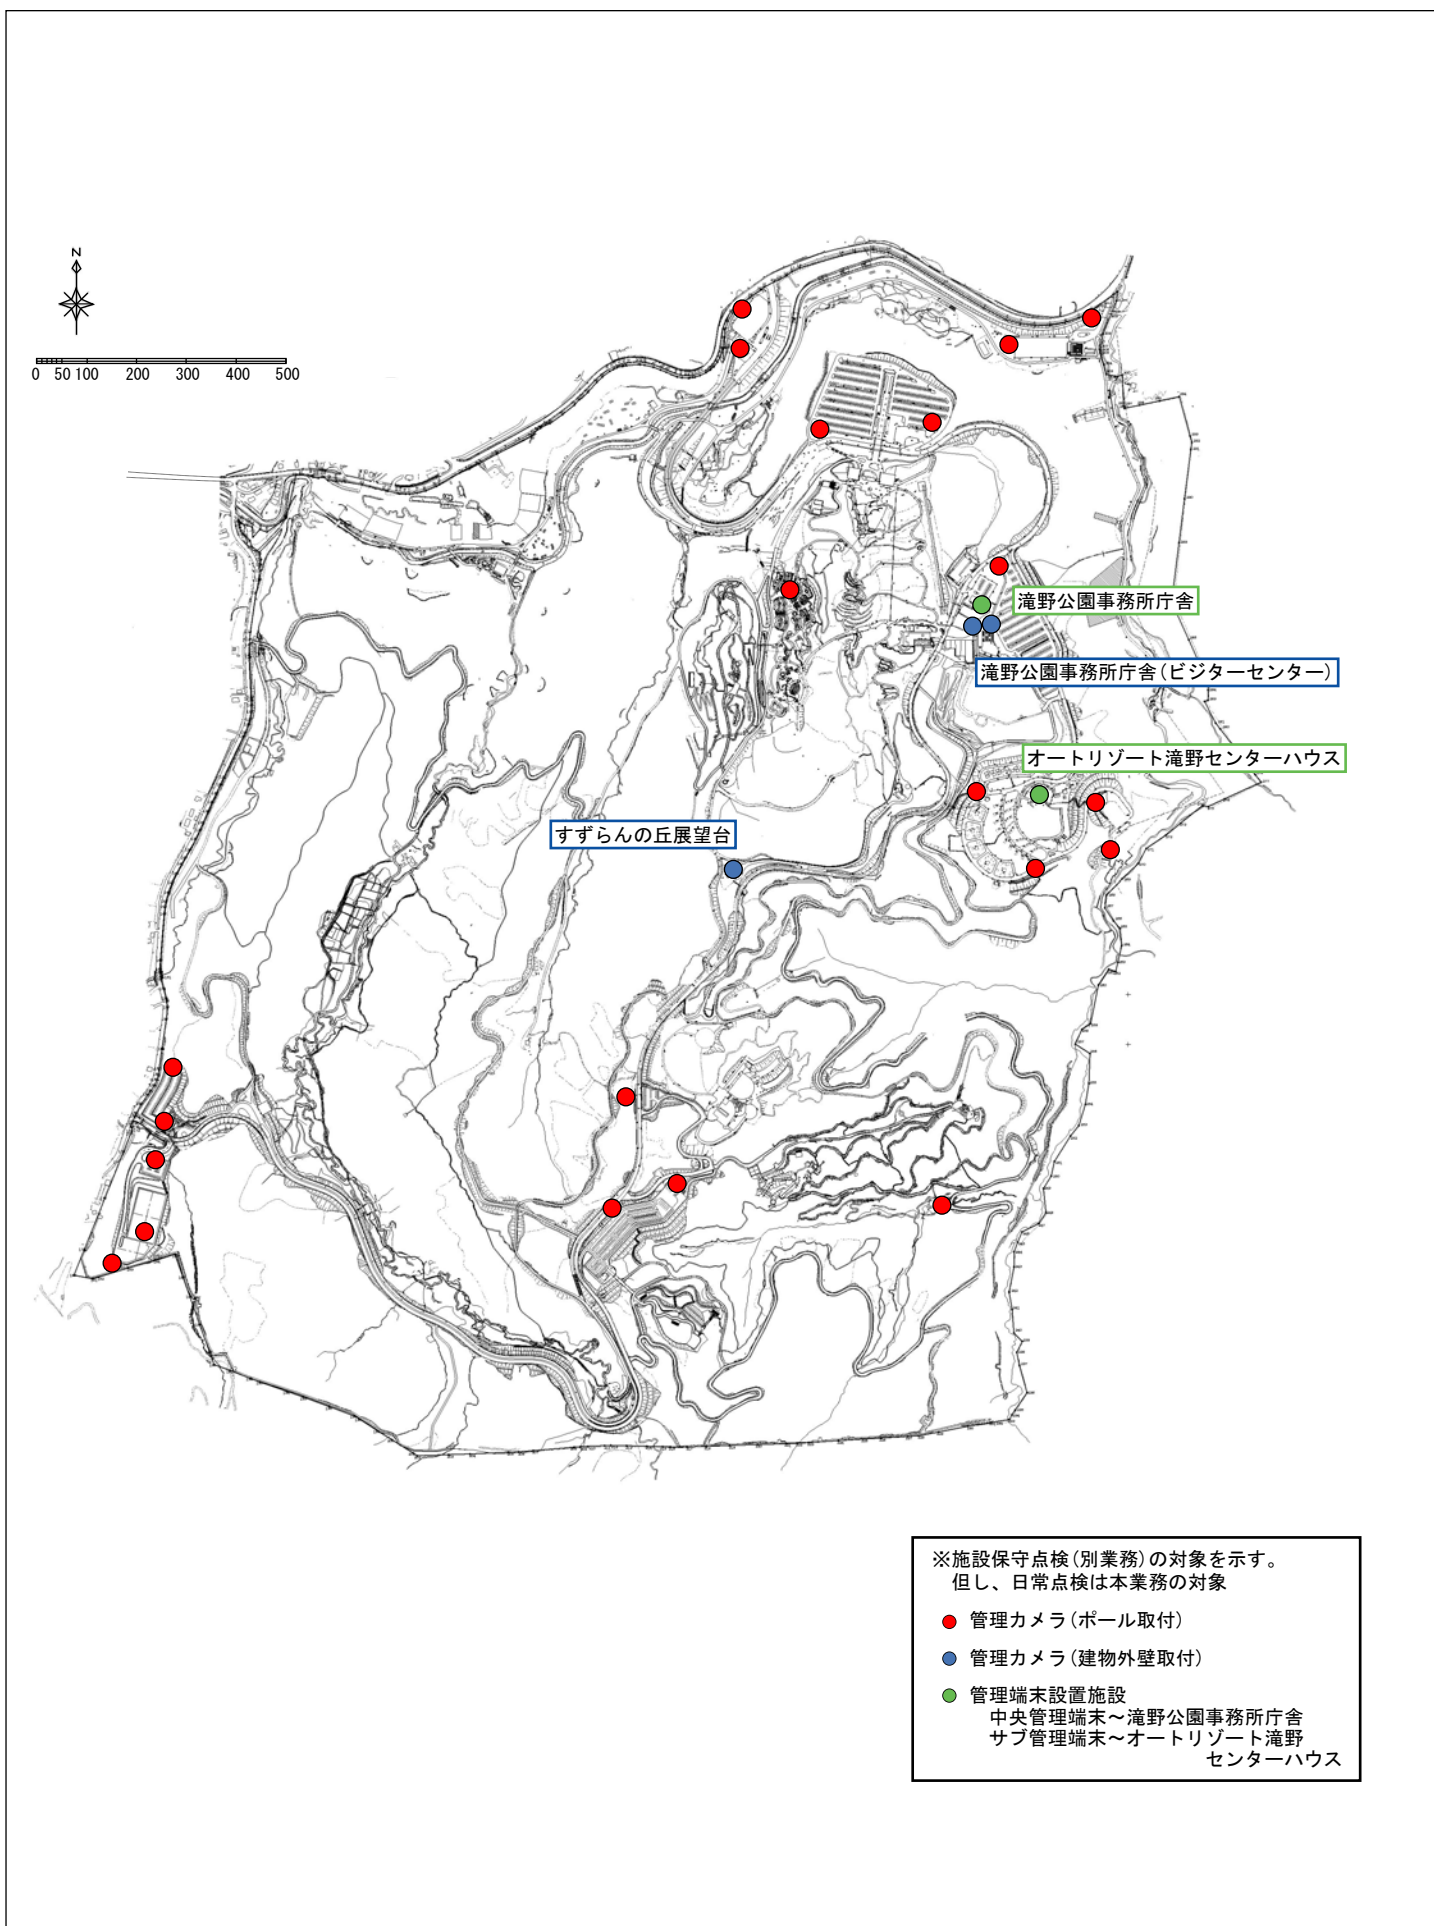 N
0 50 100 200 300 400 500
滝野公園事務所庁舎
滝野公園事務所庁舎(ビジターセンター)
オートリゾート滝野センターハウス
すずらんの丘展望台
※施設保守点検(別業務)の対象を示す。
但し、日常点検は本業務の対象
管理カメラ(ポール取付)
管理カメラ(建物外壁取付)
管理端末設置施設
中央管理端末~滝野公園事務所庁舎
サブ管理端末~オートリゾート滝野
センターハウス